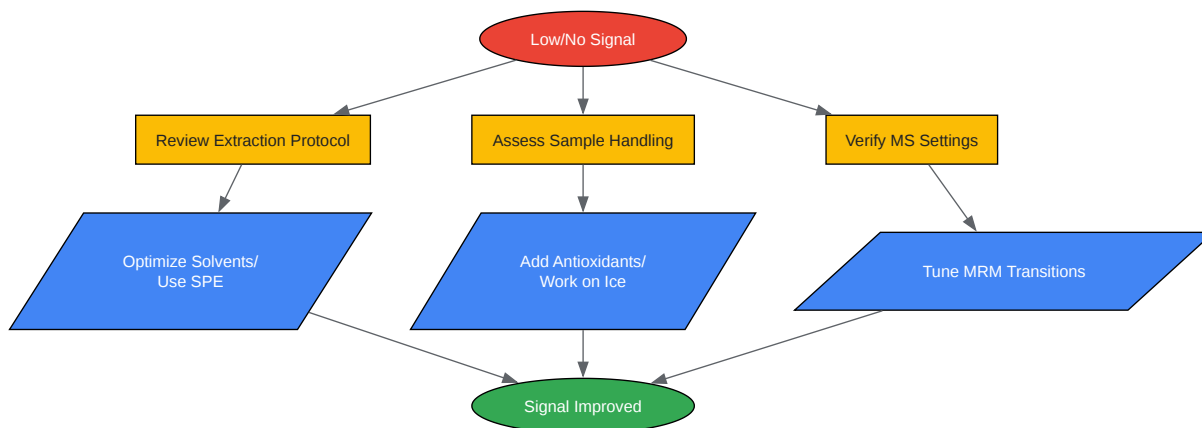 Low/No Signal
Review Extraction Protocol
Assess Sample Handling
Verify MS Settings
Optimize Solvents/
Use SPE
Add Antioxidants/
Work on Ice
Tune MRM Transitions
Signal Improved